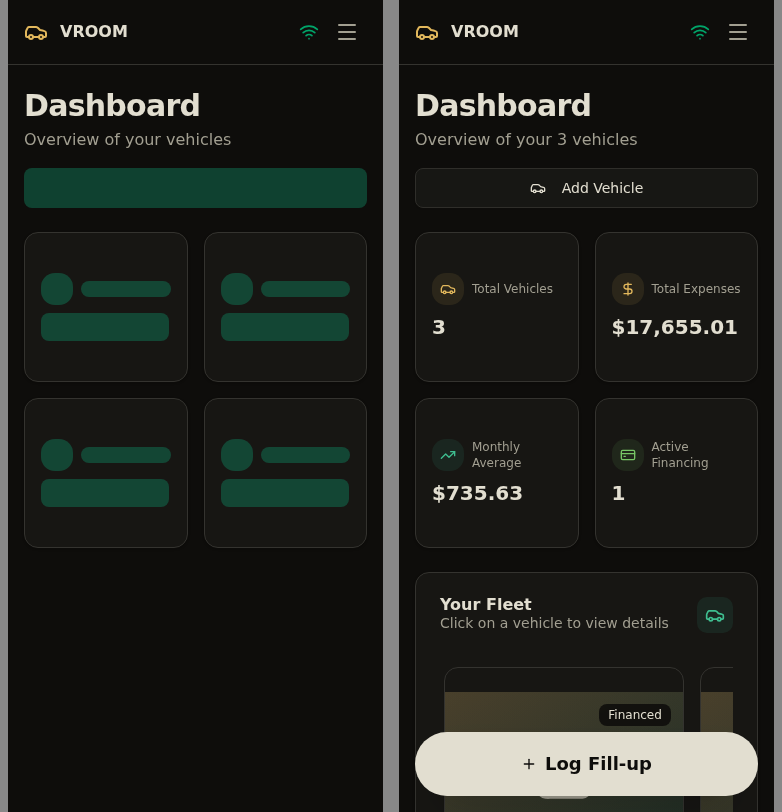 VROOM
Dashboard
Overview of your vehicles
VROOM
Dashboard
Overview of your 3 vehicles
Add Vehicle
Total Vehicles
3
Total Expenses
$17,655.01
Monthly
Average
$735.63
Active
Financing
1
Your Fleet
Click on a vehicle to view details
Financed
+ Log Fill-up